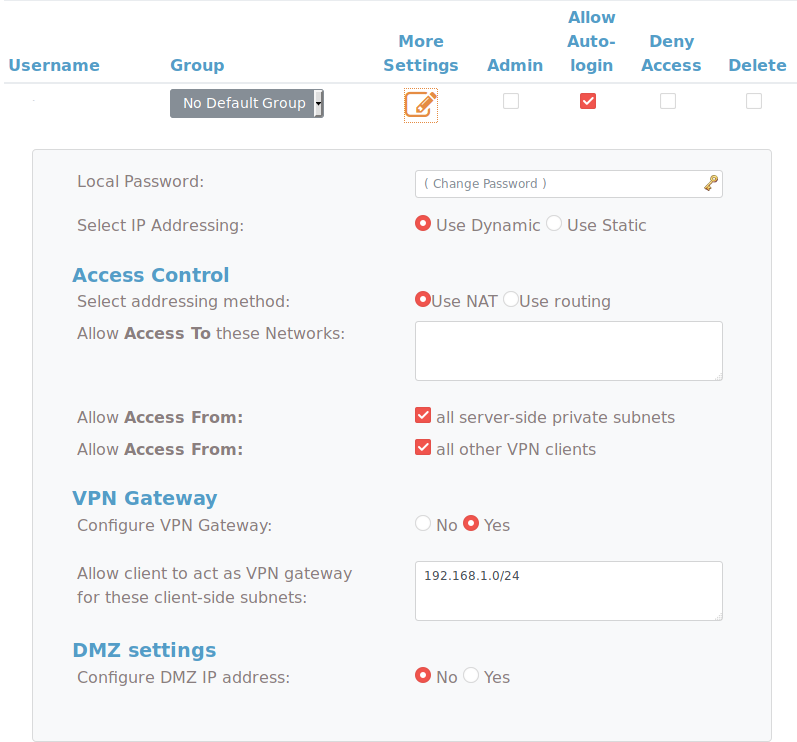 Username Group More Settings Admin Allow Auto-login Deny Access Delete
No Default Group
Local Password: ( Change Password )
Select IP Addressing: Use Dynamic Use Static
Access Control
Select addressing method: Use NAT Use routing
Allow Access To these Networks:
Allow Access From: all server-side private subnets
Allow Access From: all other VPN clients
VPN Gateway
Configure VPN Gateway: No Yes
Allow client to act as VPN gateway
for these client-side subnets:
192.168.1.0/24
DMZ settings
Configure DMZ IP address: No Yes